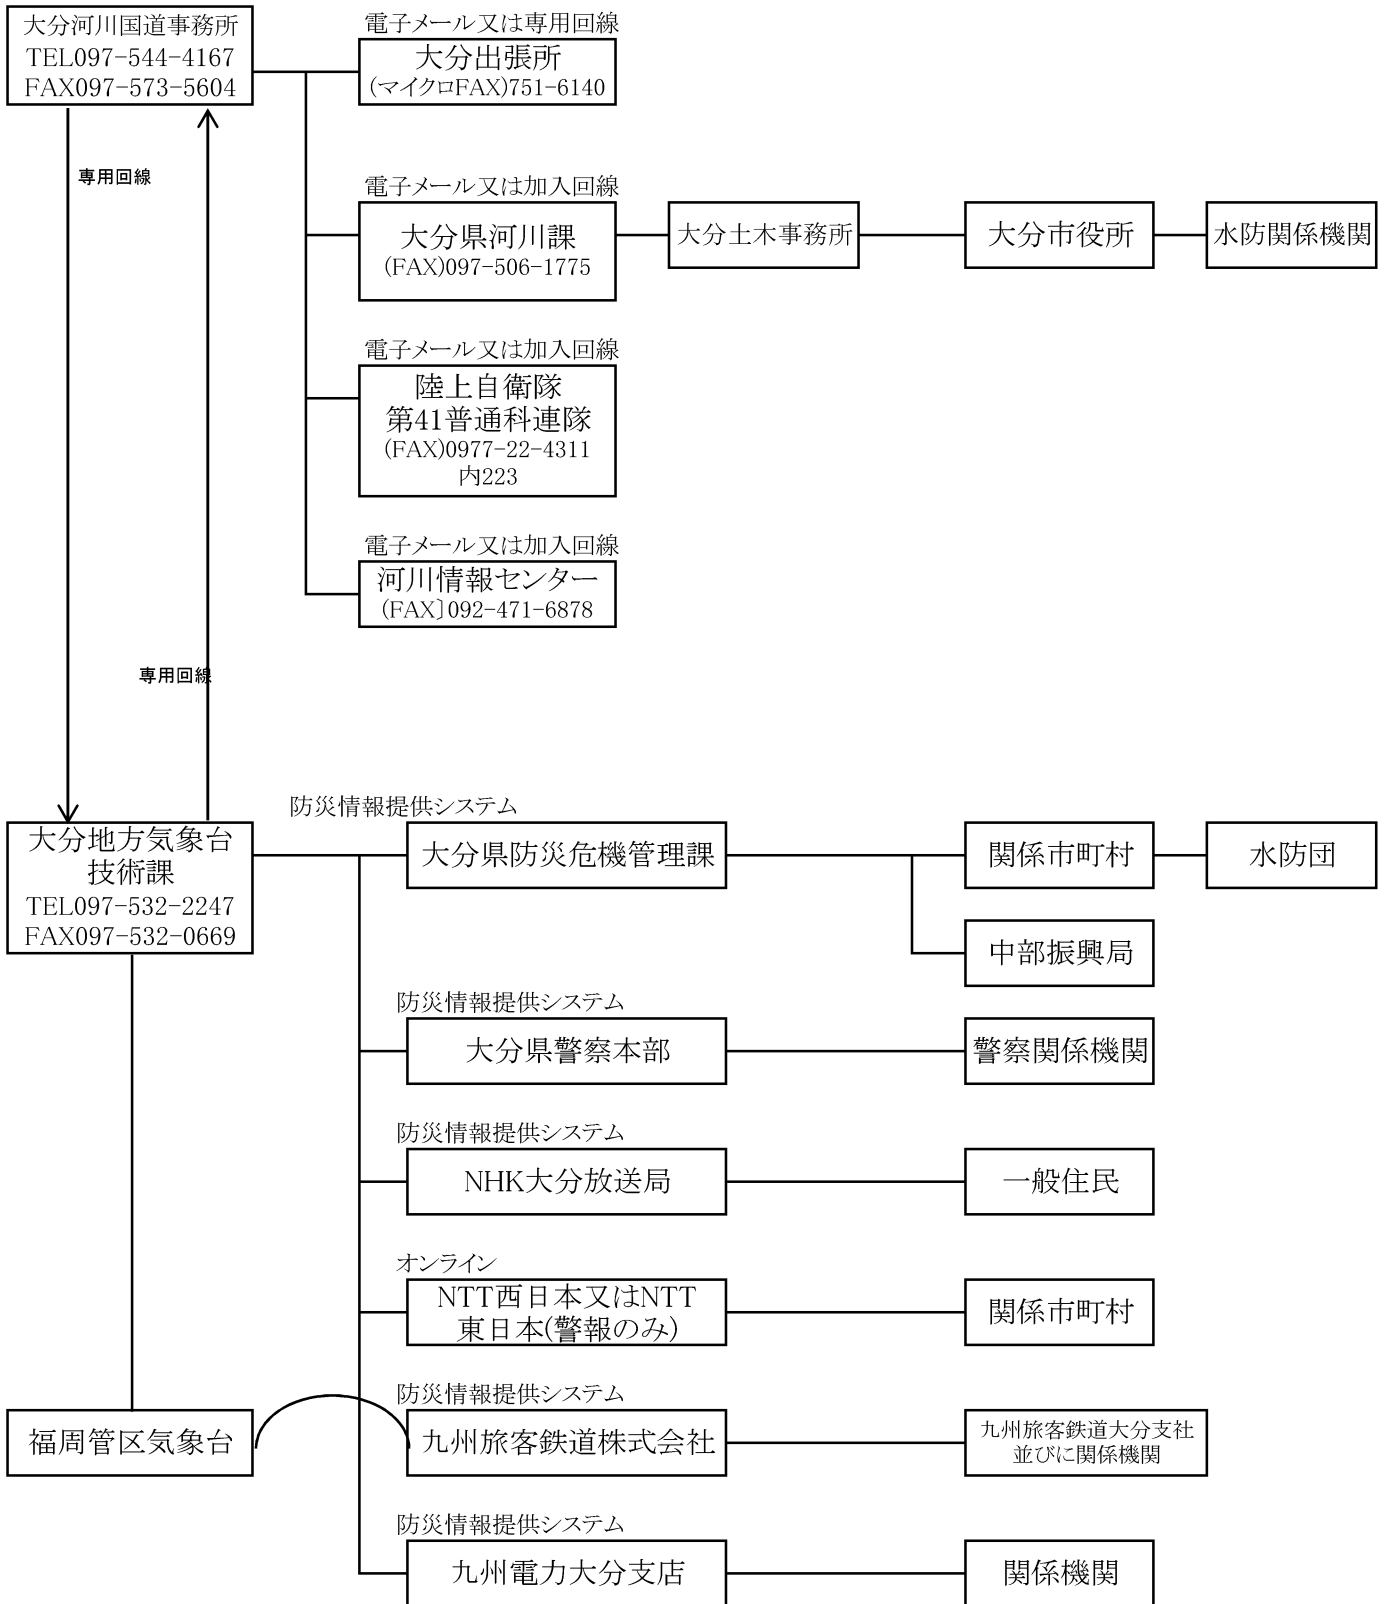 大分河川国道事務所
TEL097-544-4167
FAX097-573-5604
電子メール又は専用回線
大分出張所
(マイクロFAX)751-6140
専用回線
電子メール又は加入回線
大分県河川課
(FAX)097-506-1775
大分土木事務所
大分市役所
水防関係機関
電子メール又は加入回線
陸上自衛隊
第41普通科連隊
(FAX)0977-22-4311
内223
電子メール又は加入回線
河川情報センター
(FAX〕092-471-6878
専用回線
大分地方気象台
技術課
TEL097-532-2247
FAX097-532-0669
防災情報提供システム
大分県防災危機管理課
関係市町村
水防団
中部振興局
防災情報提供システム
大分県警察本部
警察関係機関
防災情報提供システム
NHK大分放送局
一般住民
オンライン
NTT西日本又はNTT
東日本(警報のみ)
関係市町村
福周管区気象台
防災情報提供システム
九州旅客鉄道株式会社
九州旅客鉄道大分支社
並びに関係機関
防災情報提供システム
九州電力大分支店
関係機関